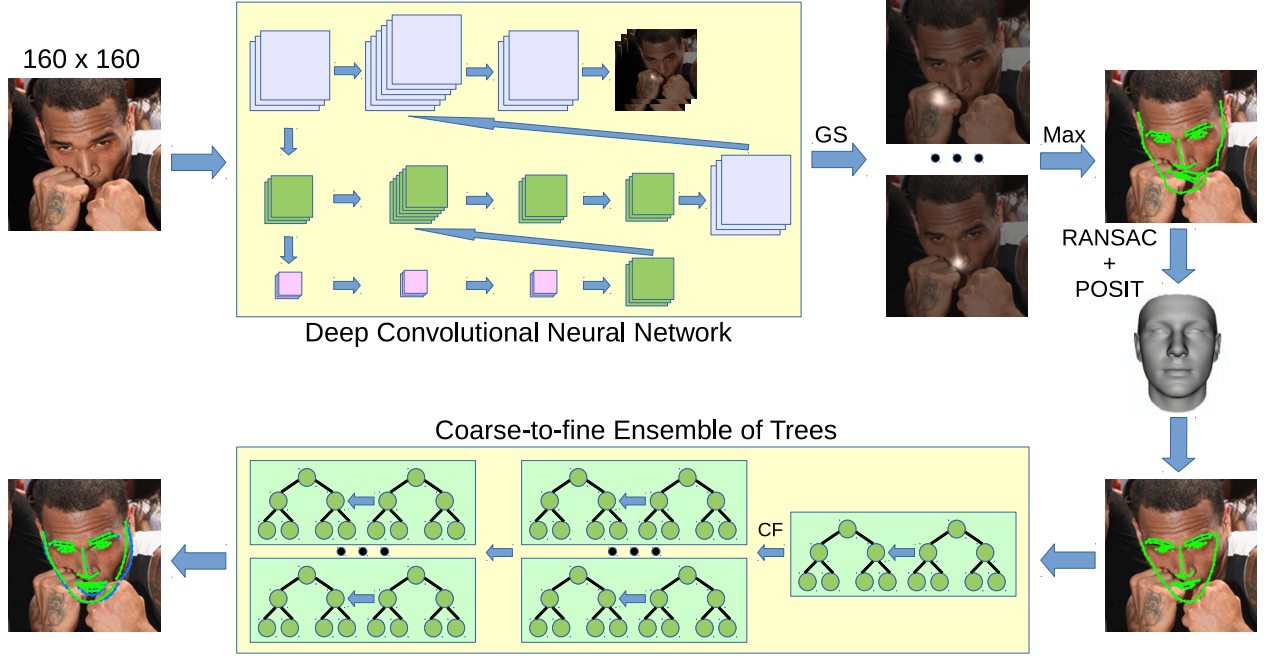 160 x 160
GS
Max
Deep Convolutional Neural Network
RANSAC
+
POSIT
Coarse-to-fine Ensemble of Trees
CF